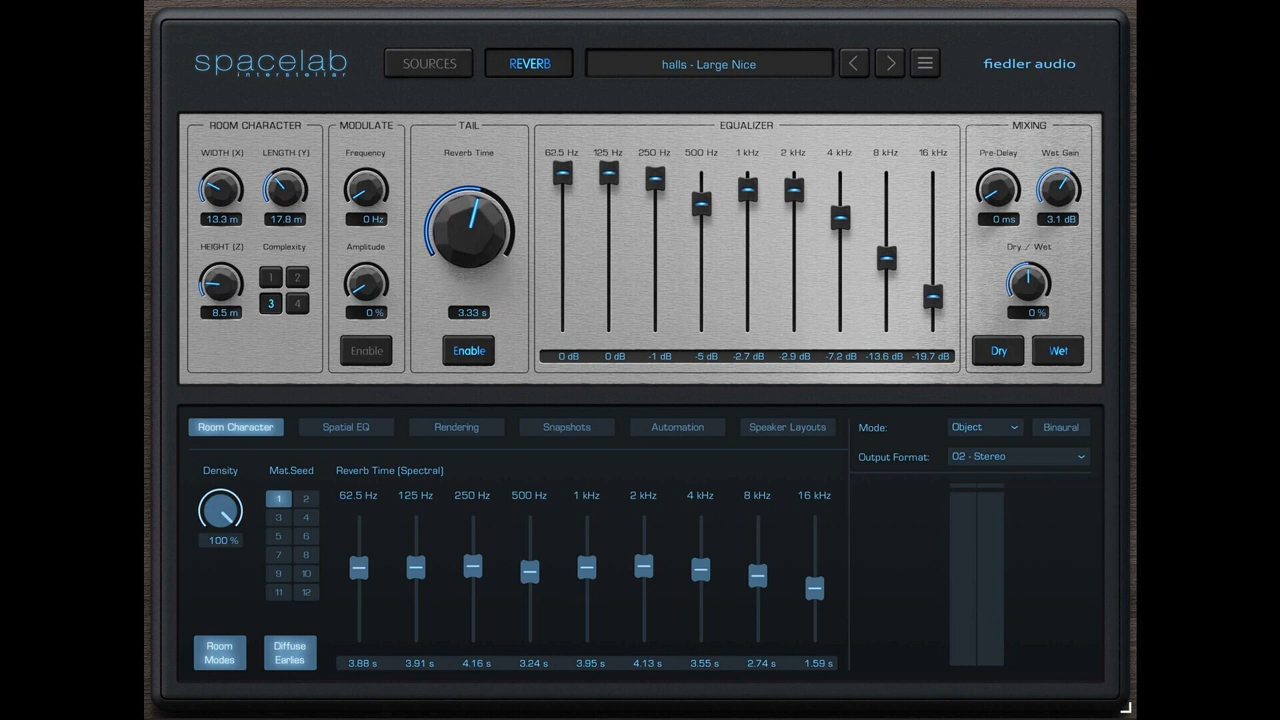 spacelab
interstellar
SOURCES
REVERB
halls - Large Nice
fiedler audio
ROOM CHARACTER
MODULATE
TAIL
EQUALIZER
MIXING
WIDTH (X)
LENGTH (Y)
Frequency
Reverb Time
62.5 Hz 125 Hz 250 Hz 500 Hz 1 kHz 2 kHz 4 kHz 8 kHz 16 kHz
Pre-Delay
Wet Gain
13.3 m
17.8 m
0 Hz
0 ms
3.1 dB
HEIGHT (Z)
Complexity
Amplitude
Dry / Wet
1 2
3 4
8.5 m
0 %
3.33 s
0 %
Enable
Enable
0 dB 0 dB -1 dB -5 dB -2.7 dB -2.9 dB -7.2 dB -13.6 dB -19.7 dB
Dry
Wet
Room Character
Spatial EQ
Rendering
Snapshots
Automation
Speaker Layouts
Mode:
Object
Binaural
Output Format:
02 - Stereo
Density
Mat.Seed
Reverb Time (Spectral)
62.5 Hz 125 Hz 250 Hz 500 Hz 1 kHz 2 kHz 4 kHz 8 kHz 16 kHz
1 2
3 4
5 6
7 8
9 10
11 12
100 %
Room
Modes
Diffuse
Earlies
3.88 s 3.91 s 4.16 s 3.24 s 3.95 s 4.13 s 3.55 s 2.74 s 1.59 s